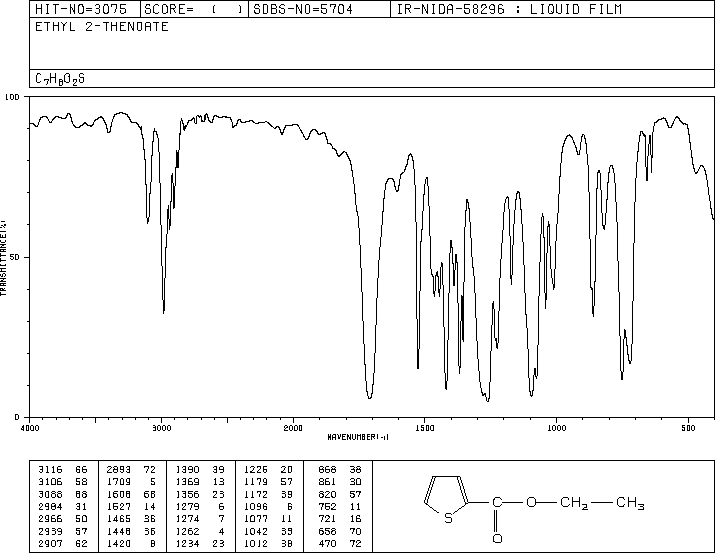 HIT-NO=3075 SCORE= ( ) SDBS-NO=5704 IR-NIDA-58296 : LIQUID FILM
ETHYL 2-THENOATE
C7H8O2S
100
50
0
TRANSMITTANCE(%)
4000 3000 2000 1500 1000 500
WAVENUMBER(-1)
3116 66 2893 72 1390 39 1226 20 868 38
3106 58 1709 5 1369 13 1179 57 861 30
3088 88 1608 68 1356 23 1172 39 820 57
2984 31 1527 14 1279 6 1096 6 752 11
2966 50 1465 36 1274 7 1077 11 721 16
2939 57 1448 36 1262 4 1042 33 658 70
2907 62 1420 8 1234 23 1012 38 470 72
S C O CH2 CH3
O